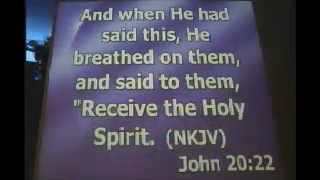 And when He had
said this, He
breathed on them,
and said to them,
"Receive the Holy
Spirit. (NKJV)
John 20:22